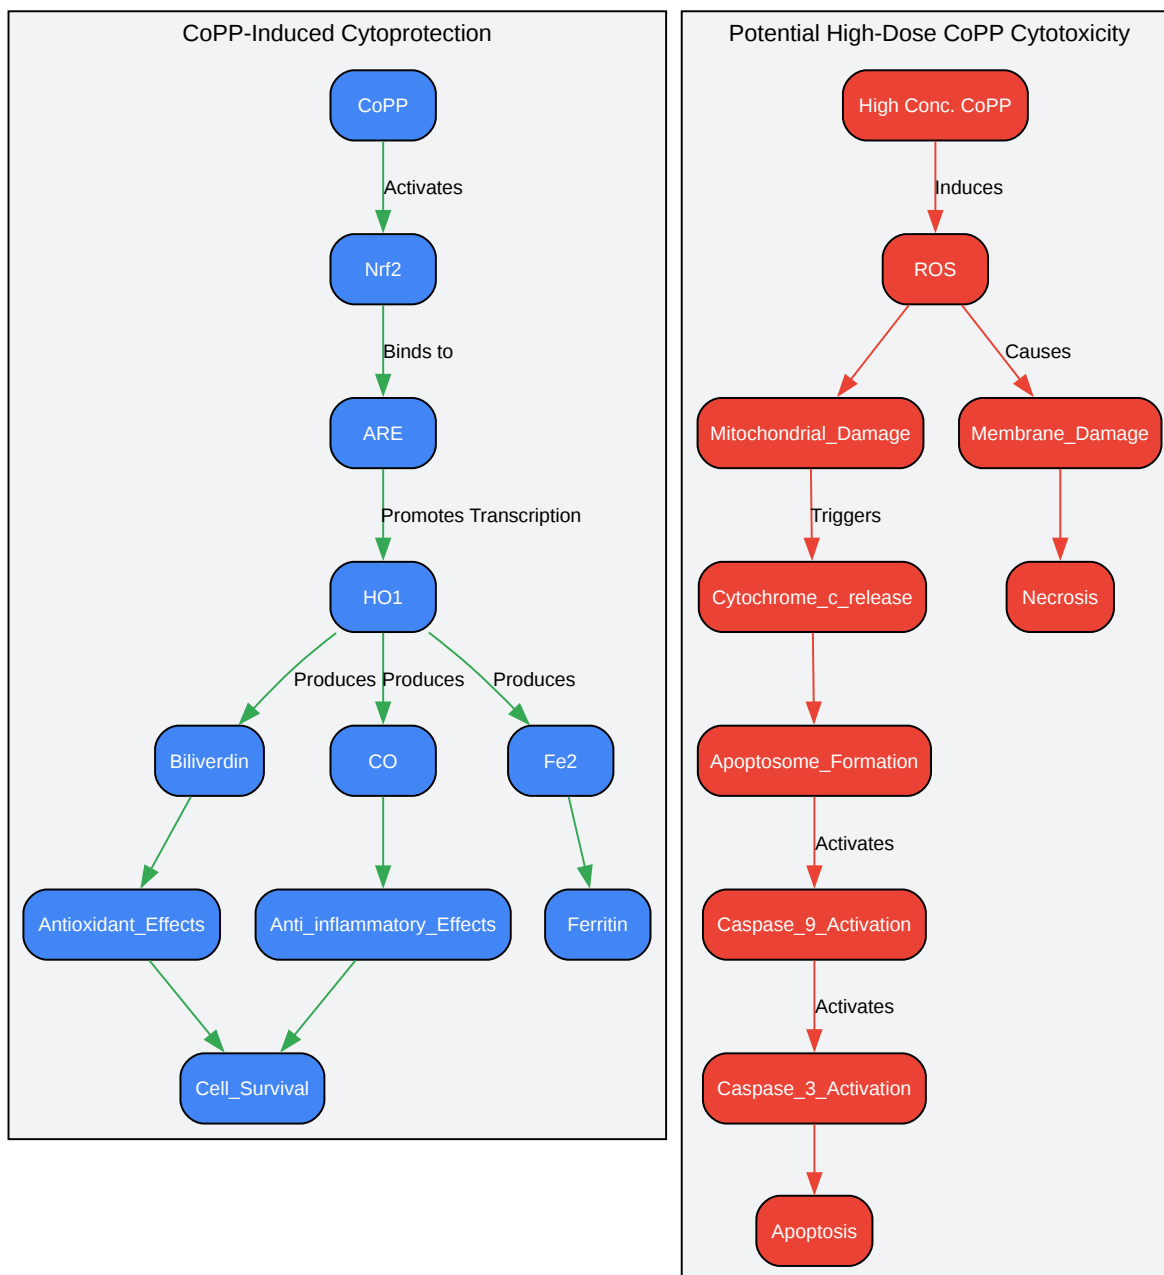 CoPP-Induced Cytoprotection
CoPP
Activates
Nrf2
Binds to
ARE
Promotes Transcription
HO1
Produces
Produces
Produces
Biliverdin
CO
Fe2
Antioxidant_Effects
Anti_inflammatory_Effects
Ferritin
Cell_Survival
Potential High-Dose CoPP Cytotoxicity
High Conc. CoPP
Induces
ROS
Causes
Mitochondrial_Damage
Membrane_Damage
Triggers
Cytochrome_c_release
Necrosis
Apoptosome_Formation
Activates
Caspase_9_Activation
Activates
Caspase_3_Activation
Apoptosis